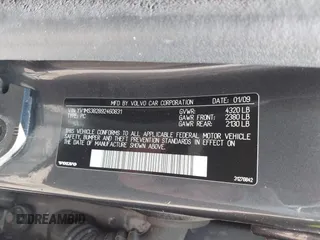 MFD. BY VOLVO CAR CORPORATION DATE: 01/09
GVWR: 4320 LB
TYPE: PC GAWR FRONT: 2380 LB
GAWR REAR: 2130 LB
THIS VEHICLE CONFORMS TO ALL APPLICABLE FEDERAL MOTOR VEHICLE
SAFETY, BUMPER AND THEFT PREVENTION STANDARDS IN EFFECT
ON THE DATE OF MANUFACTURE SHOWN ABOVE.
VOLVO
DREAMBID